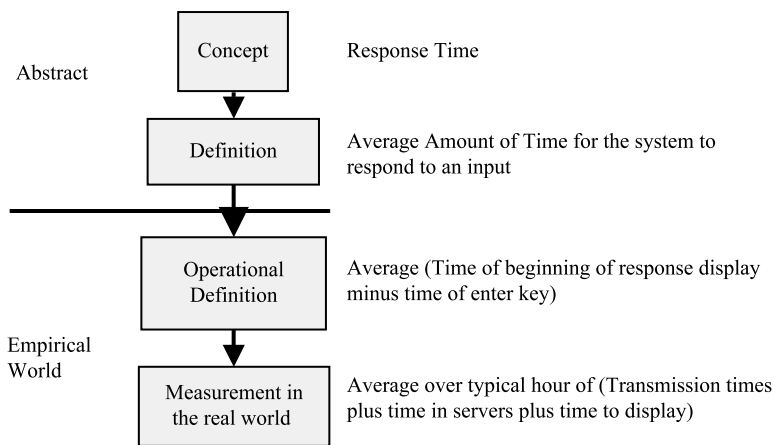 Concept
Response Time
Abstract
Definition
Average Amount of Time for the system to
respond to an input
Operational
Definition
Average (Time of beginning of response display
minus time of enter key)
Empirical
World
Measurement in
the real world
Average over typical hour of (Transmission times
plus time in servers plus time to display)